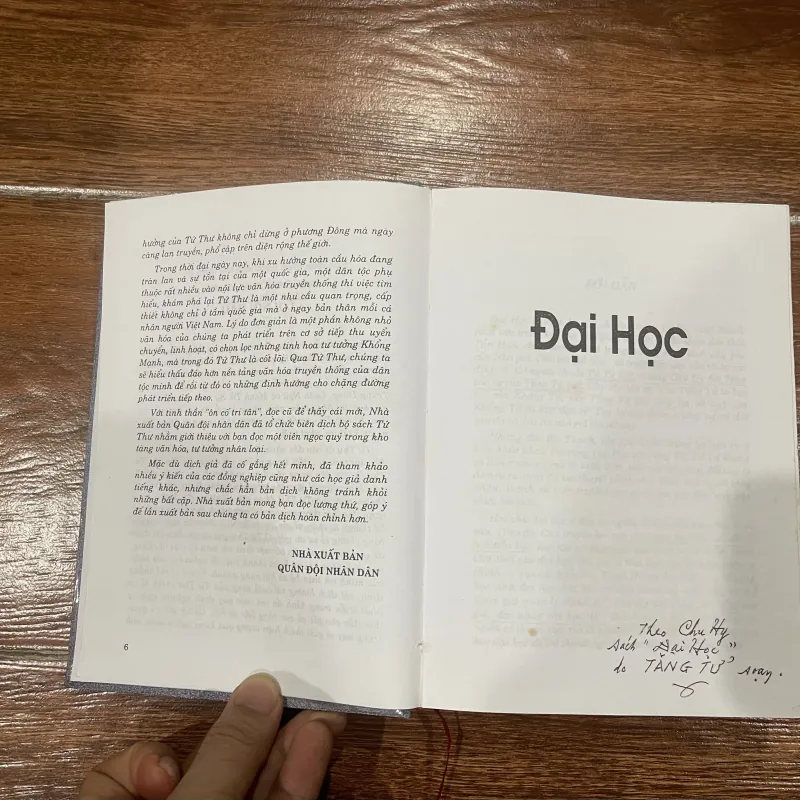 hưởng của Tứ Thư không chỉ dừng ở phương Đông mà ngày
càng lan truyền, phổ cập trên diện rộng thế giới.
Trong thời đại ngày nay, khi xu hướng toàn cầu hóa đang
tràn lan và sự tồn tại của một quốc gia, một dân tộc phụ
thuộc rất nhiều vào nội lực văn hóa truyền thống thì việc tìm
hiểu, khám phá lại Tứ Thư là một nhu cầu quan trọng, cấp
thiết không chỉ ở tầm quốc gia mà ở ngay bản thân mỗi cá
nhân người Việt Nam. Lý do đơn giản là một phần không nhỏ
văn hóa của chúng ta phát triển trên cơ sở tiếp thu uyển
chuyển, linh hoạt, có chọn lọc những tinh hoa tư tưởng Khổng
Mạnh, mà trong đó Tứ Thư là cốt lõi. Qua Tứ Thư, chúng ta
sẽ hiểu thấu đáo hơn nền tảng văn hóa truyền thống của dân
tộc mình để rồi từ đó có những định hướng cho chặng đường
phát triển tiếp theo.
Với tinh thần "ôn cố tri tân", đọc cũ để thấy cái mới, Nhà
xuất bản Quân đội nhân dân đã tổ chức biên dịch bộ sách Tứ
Thư nhằm giới thiệu với bạn đọc một viên ngọc quý trong kho
tàng văn hóa, tư tưởng nhân loại.
Mặc dù dịch giả đã cố gắng hết mình, đã tham khảo
nhiều ý kiến của các đồng nghiệp cũng như các học giả danh
tiếng khác, nhưng chắc hẳn bản dịch không tránh khỏi
những bất cập. Nhà xuất bản mong bạn đọc lượng thứ, góp ý
để lần xuất bản sau chúng ta có bản dịch hoàn chỉnh hơn.
NHÀ XUẤT BẢN
QUÂN ĐỘI NHÂN DÂN
6
Đại Học
Theo Chu Hy
sách "Đại Học"
do TĂNG TỬ soạn.